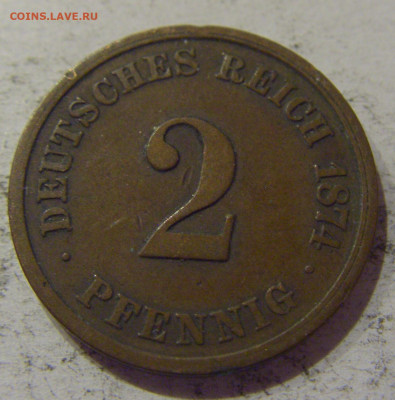 COINS.LAVE.RU
DEUTSCHES REICH 1874
2
· PFENNIG ·